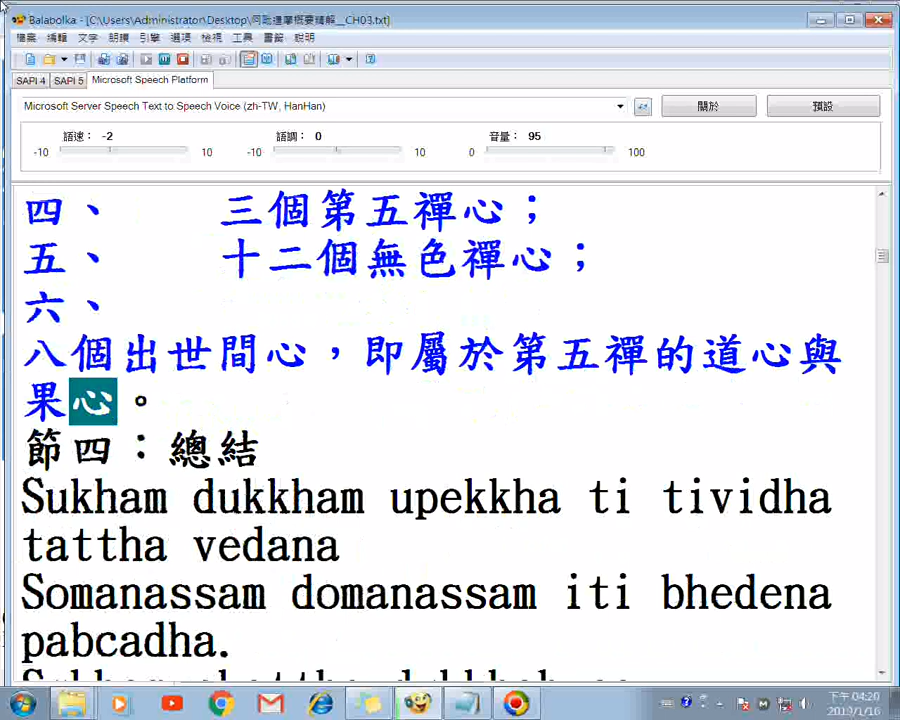 Balabolka - [C:\Users\Administrator\Desktop\阿毗達摩概要精解__CH03.txt]
檔案 編輯 文字 朗讀 引擎 選項 檢視 工具 書籤 說明
SAPI 4 SAPI 5 Microsoft Speech Platform
Microsoft Server Speech Text to Speech Voice (zh-TW, HanHan) 關於 預設
語速： -2 語調： 0 音量： 95
-10 10 -10 10 0 100
四、 三個第五禪心；
五、 十二個無色禪心；
六、
八個出世間心，即屬於第五禪的道心與
果心。
節四：總結
Sukham dukkham upekkha ti tividha
tattha vedana
Somanassam domanassam iti bhedena
pabcadha.
下午 04:20
2019/1/16